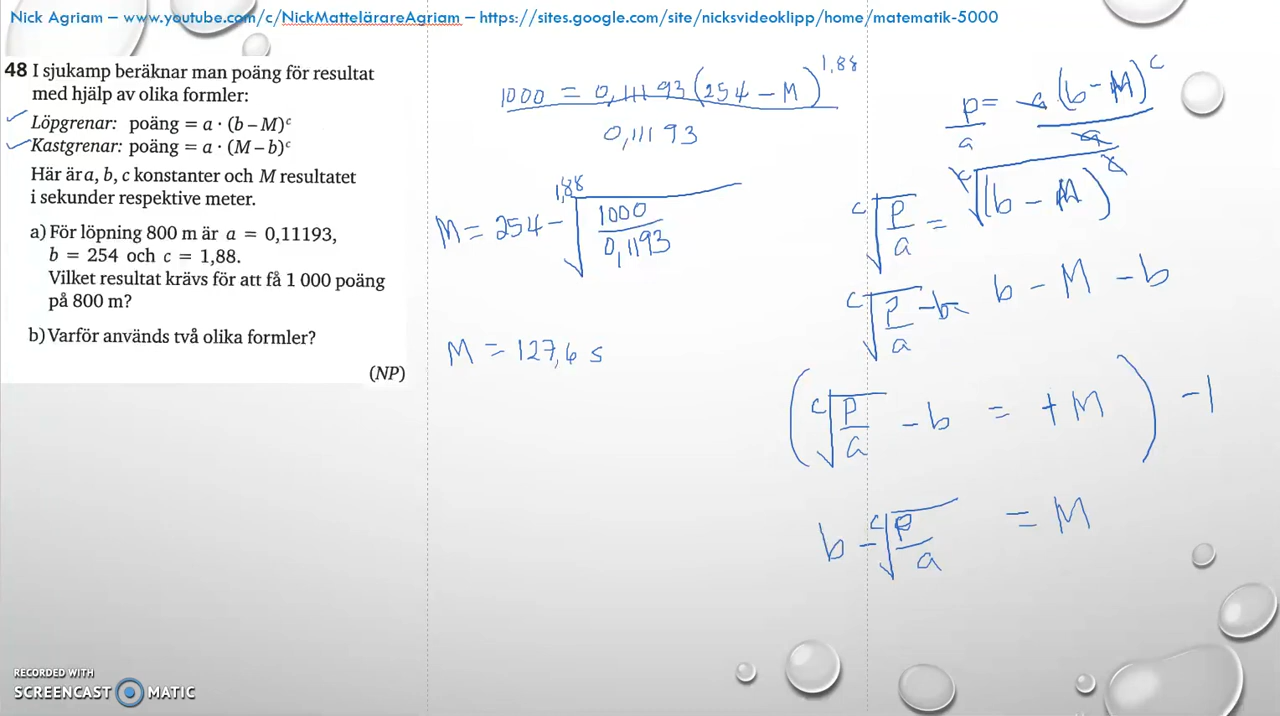 Nick Agriam – www.youtube.com/c/NickMattelärareAgriam – https://sites.google.com/site/nicksvideoklipp/home/matematik-5000
48 I sjukamp beräknar man poäng för resultat
med hjälp av olika formler:
Löpgrenar: poäng = a · (b – M)ᶜ
Kastgrenar: poäng = a · (M – b)ᶜ
Här är a, b, c konstanter och M resultatet
i sekunder respektive meter.
a) För löpning 800 m är a = 0,11193,
b = 254 och c = 1,88.
Vilket resultat krävs för att få 1 000 poäng
på 800 m?
b) Varför används två olika formler?
(NP)
1000 = 0,11193 (254 – M)^1,88
0,11193
M = 254 – 1,88√(1000/0,1193)
M = 127,6 s
p/a = a(b – M)^c/a
c√(p/a) = c√((b – M)^c)
c√(p/a) – b b – M – b
(c√(p/a) – b = + M) – 1
b – c√(p/a) = M
RECORDED WITH
SCREENCAST MATIC